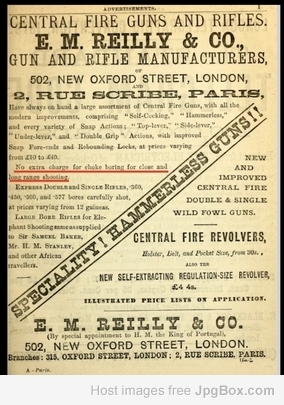 ADVERTISEMENTS. 1
CENTRAL FIRE GUNS AND RIFLES,
E. M. REILLY & CO.,
GUN AND RIFLE MANUFACTURERS,
OF
502, NEW OXFORD STREET, LONDON,
AND
2, RUE SCRIBE, PARIS,
Have always on hand a large assortment of Central Fire Guns, with all the
modern improvements, comprising "Self-Cocking," "Hammerless,"
and every variety of Snap Actions; "Top-lever," "Side-lever,"
"Under-lever," and "Double Grip" Action, with improved
Snap Fore-ends and Rebounding Locks, at prices varying
from £10 to £40.
No extra charge for choke boring for close and
long range shooting.
EXPRESS DOUBLE AND SINGLE RIFLES, ·360,
·450, ·500, and ·577 bores carefully shot,
at prices varying from 12 guineas.
LARGE BORE RIFLES for Ele-
phant Shooting same as supplied
to Sir SAMUEL BAKER,
Mr. H. M. STANLEY,
and other African
travellers.
SPECIALITY! HAMMERLESS GUNS!!
NEW
AND
IMPROVED
CENTRAL FIRE
DOUBLE & SINGLE
WILD FOWL GUNS.
CENTRAL FIRE REVOLVERS,
Holster, Belt, and Pocket Size, from 30s.
ALSO THE
NEW SELF-EXTRACTING REGULATION-SIZE REVOLVER,
£4 4s.
ILLUSTRATED PRICE LISTS ON APPLICATION.
E. M. REILLY & CO.
(By special appointment to H. M. the King of Portugal),
502, NEW OXFORD STREET, LONDON.
Branches: 315, OXFORD STREET, LONDON; 2, RUE SCRIBE, PARIS.
A—Paris.
Host images free JpgBox.com